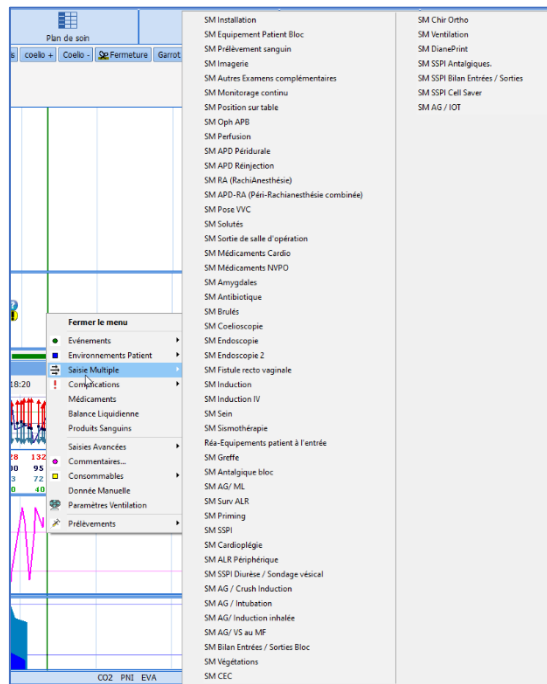 Plan de soin
coelio +
Coelio -
Fermeture
Garrot
18:20
28 132
00 95
3 72
0 40
CO2 PNI EVA
Fermer le menu
Evénements
Environnements Patient
Saisie Multiple
Complications
Médicaments
Balance Liquidienne
Produits Sanguins
Saisies Avancées
Commentaires...
Consommables
Donnée Manuelle
Paramètres Ventilation
Prélèvements
SM Installation
SM Equipement Patient Bloc
SM Prélèvement sanguin
SM Imagerie
SM Autres Examens complémentaires
SM Monitorage continu
SM Position sur table
SM Oph APB
SM Perfusion
SM APD Péridurale
SM APD Réinjection
SM RA (RachiAnesthésie)
SM APD-RA (Péri-Rachianesthésie combinée)
SM Pose VVC
SM Solutés
SM Sortie de salle d'opération
SM Médicaments Cardio
SM Médicaments NVPO
SM Amygdales
SM Antibiotique
SM Brulés
SM Coelioscopie
SM Endoscopie
SM Endoscopie 2
SM Fistule recto vaginale
SM Induction
SM Induction IV
SM Sein
SM Sismothérapie
Réa-Equipements patient à l'entrée
SM Greffe
SM Antalgique bloc
SM AG/ ML
SM Surv ALR
SM Priming
SM SSPI
SM Cardioplégie
SM ALR Périphérique
SM SSPI Diurèse / Sondage vésical
SM AG / Crush Induction
SM AG / Intubation
SM AG/ Induction inhalée
SM AG/ VS au MF
SM Bilan Entrées / Sorties Bloc
SM Végétations
SM CEC
SM Chir Ortho
SM Ventilation
SM DianePrint
SM SSPI Antalgiques.
SM SSPI Bilan Entrées / Sorties
SM SSPI Cell Saver
SM AG / IOT